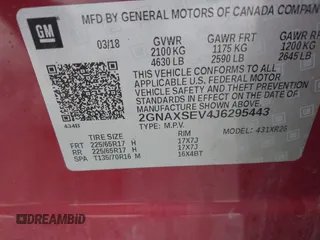 GM
MFD BY GENERAL MOTORS OF CANADA COMPAN
03/18
GVWR GAWR FRT GAWR RR
2100 KG 1175 KG 1200 KG
4630 LB 2590 LB 2645 LB
THIS VEHICLE CONFORMS TO ALL APPLICABLE
U.S. FEDERAL MOTOR
VEHICLE SAFETY
THEFT PREVENTION STANDARDS
IN EFFECT ON THE DATE OF
MANUFACTURE SHOWN ABOVE.
2GNAXSEV4J6295443
TYPE: M.P.V. MODEL: 431XR26
434D
TIRE SIZE RIM
FRT 225/65R17 H 17X7J
RR 225/65R17 H 17X7J
SPA T135/70R16 M 16X4BT
AutoBidMaster